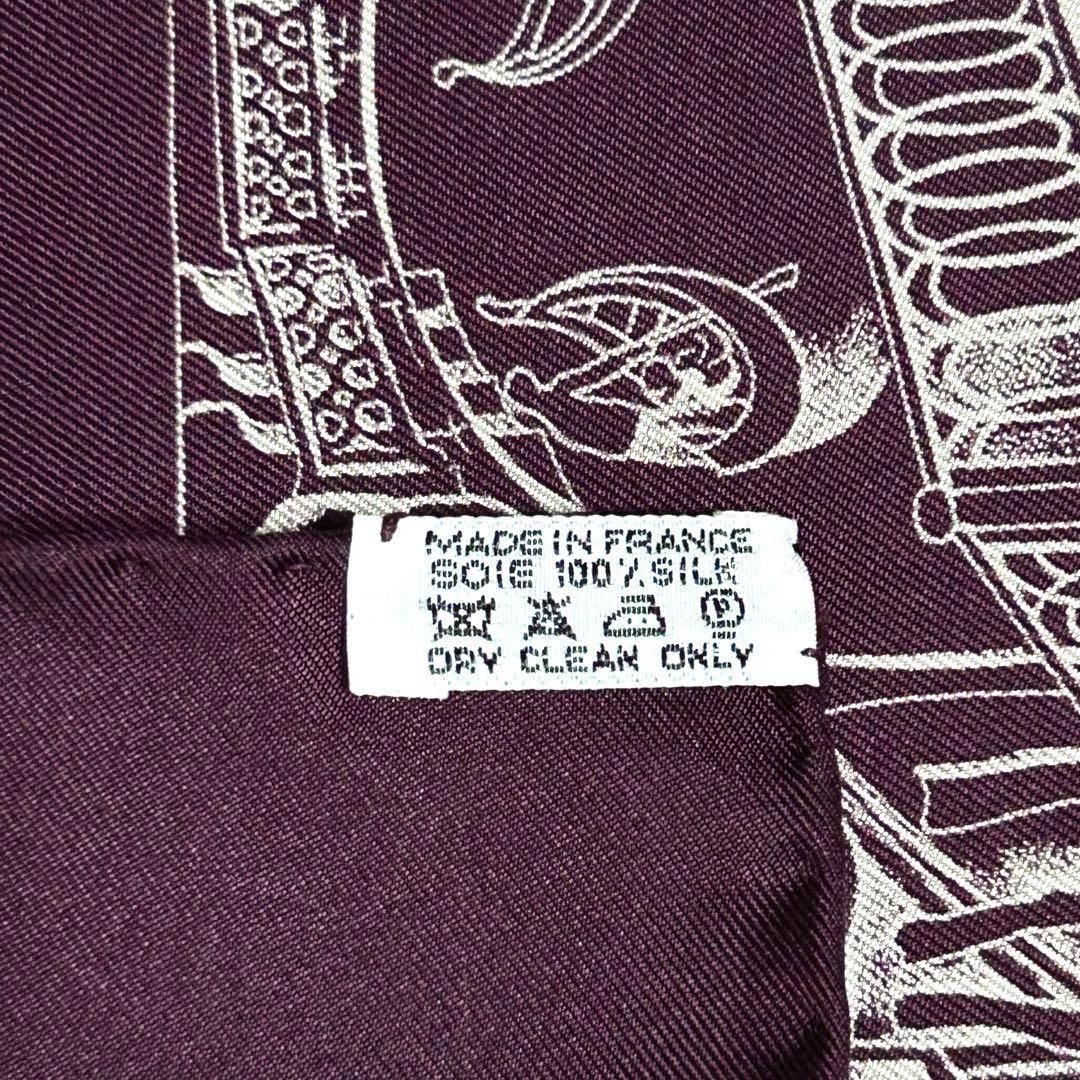 MADE IN FRANCE
SOIE 100% SILK
P
DRY CLEAN ONLY